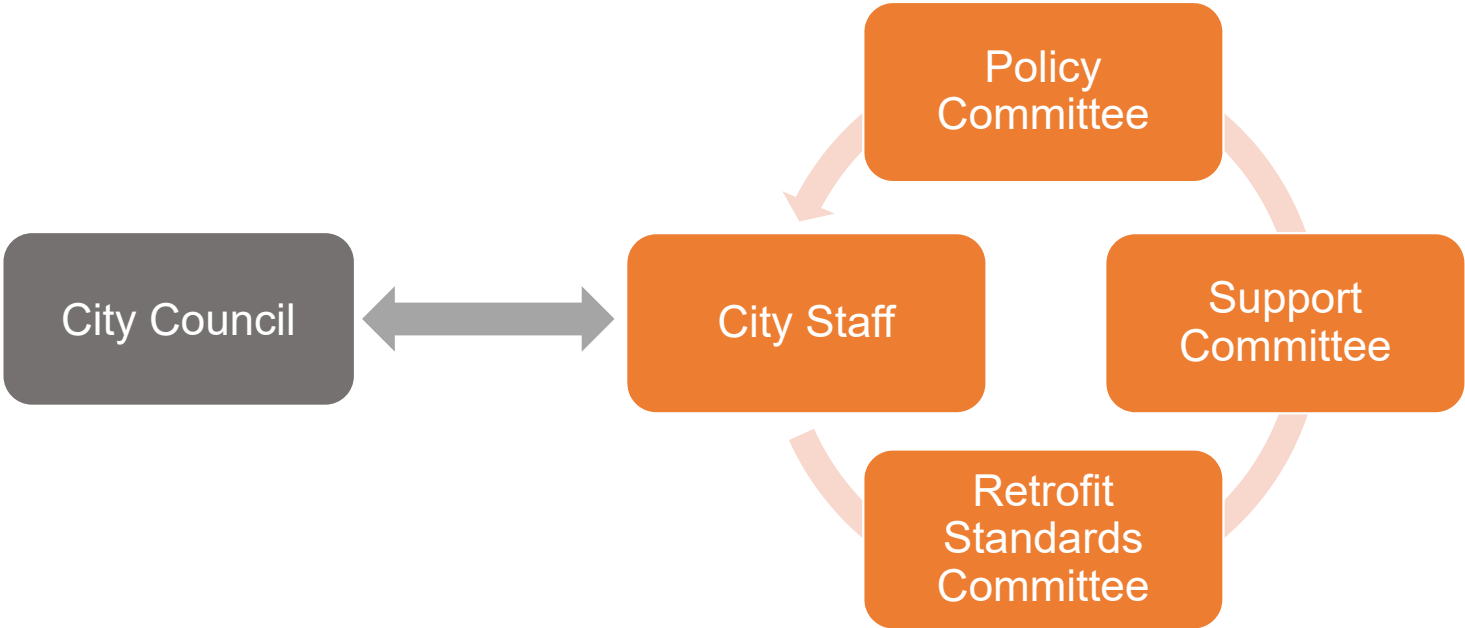 Policy
Committee
City Council
City Staff
Support
Committee
Retrofit
Standards
Committee